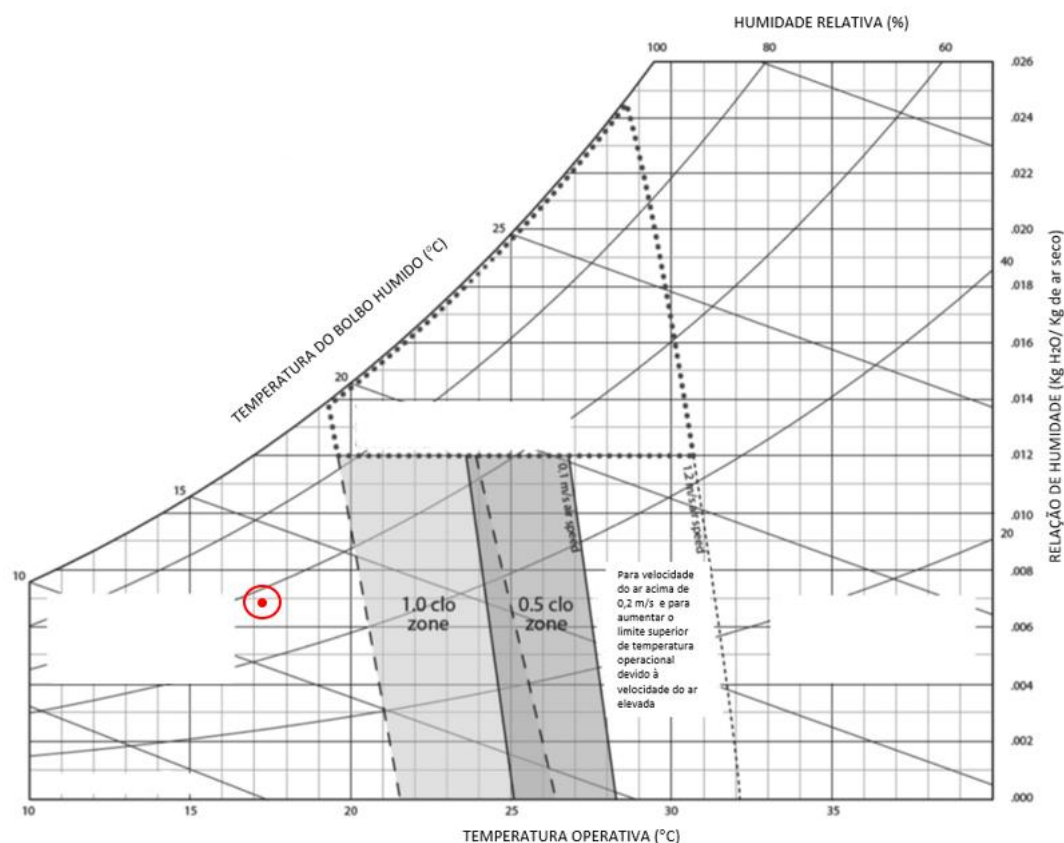 HUMIDADE RELATIVA (%)
100
80
60
.026
.024
.022
25
.020
40
.018
TEMPERATURA DO BOLBO HUMIDO (°C)
RELAÇÃO DE HUMIDADE (Kg H2O/ Kg de ar seco)
.016
20
.014
.012
0,1 m/s air speed
1,2 m/s air speed
15
.010
20
10
.008
Para velocidade
do ar acima de
0,2 m/s e para
aumentar o
limite superior
de temperatura
operacional
devido à
velocidade do ar
elevada
1.0 clo
zone
0.5 clo
zone
.006
.004
.002
.000
10
15
20
25
30
35
TEMPERATURA OPERATIVA (°C)